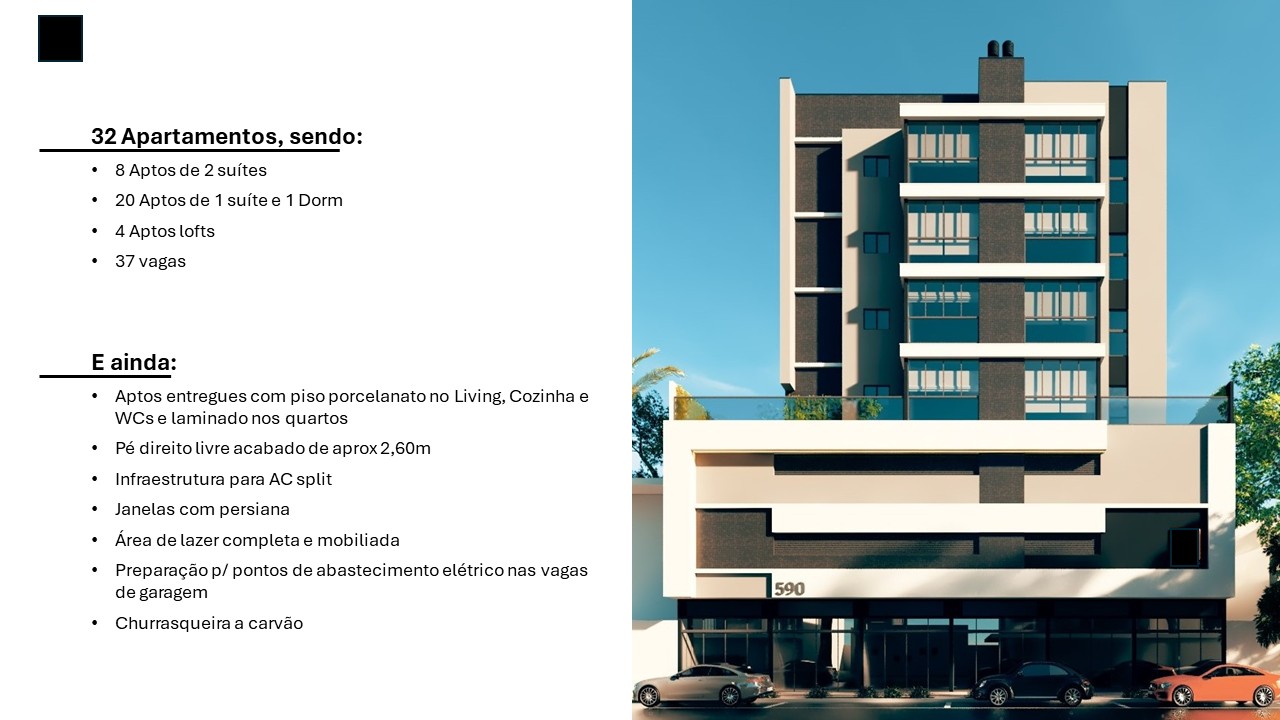 32 Apartamentos, sendo:
• 8 Aptos de 2 suítes
• 20 Aptos de 1 suíte e 1 Dorm
• 4 Aptos lofts
• 37 vagas
E ainda:
• Aptos entregues com piso porcelanato no Living, Cozinha e
WCs e laminado nos quartos
• Pé direito livre acabado de aprox 2,60m
• Infraestrutura para AC split
• Janelas com persiana
• Área de lazer completa e mobiliada
• Preparação p/ pontos de abastecimento elétrico nas vagas
de garagem
• Churrasqueira a carvão
590